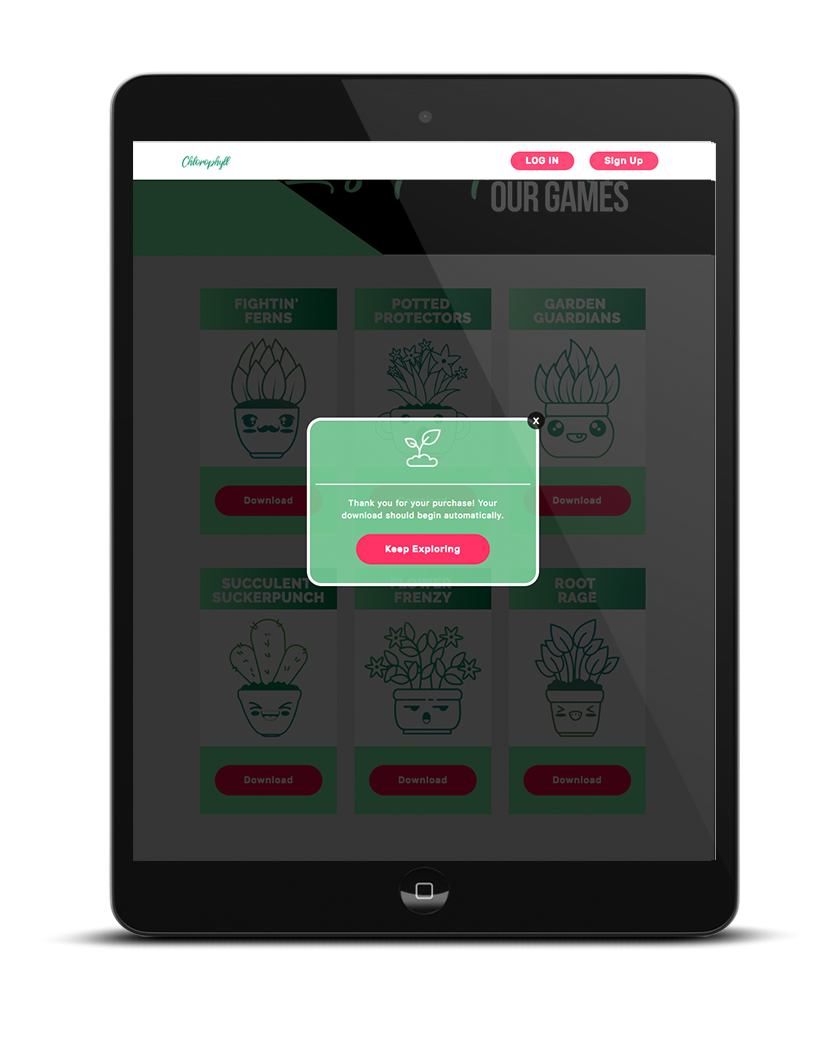 Chlorophyll
LOG IN
Sign Up
OUR GAMES
FIGHTIN'
FERNS
POTTED
PROTECTORS
GARDEN
GUARDIANS
Download
Download
X
Thank you for your purchase! Your
download should begin automatically.
Keep Exploring
SUCCULENT
SUCKERPUNCH
FLOWER
FRENZY
ROOT
RAGE
Download
Download
Download